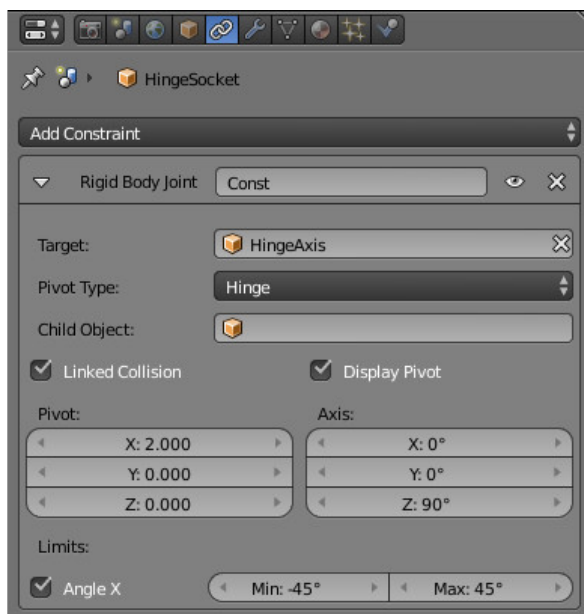 HingeSocket
Add Constraint
Rigid Body Joint Const
Target: HingeAxis
Pivot Type: Hinge
Child Object:
Linked Collision Display Pivot
Pivot: Axis:
X: 2.000 X: 0°
Y: 0.000 Y: 0°
Z: 0.000 Z: 90°
Limits:
Angle X Min: -45° Max: 45°